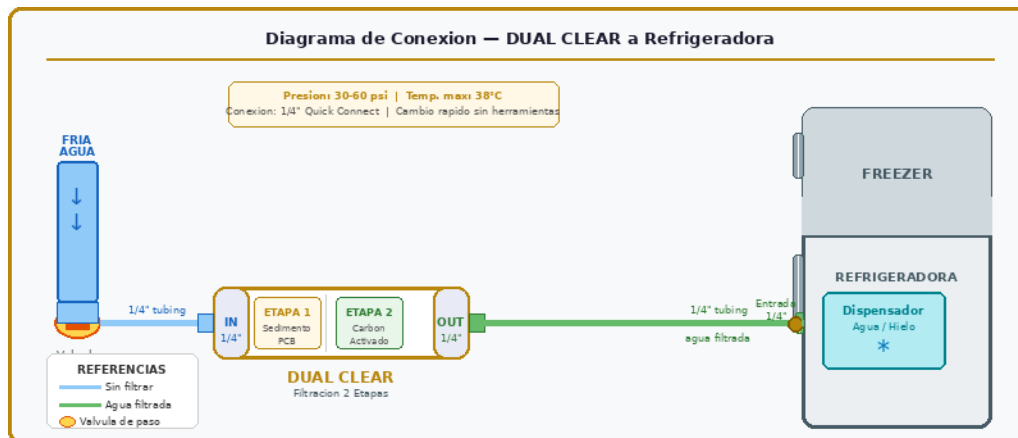 Diagrama de Conexion — DUAL CLEAR a Refrigeradora
Presion: 30-60 psi | Temp. max: 38°C
Conexion: 1/4" Quick Connect | Cambio rapido sin herramientas
FRIA
AGUA
FREEZER
REFRIGERADORA
Dispensador
Agua / Hielo
1/4" tubing
IN
1/4"
ETAPA 1
Sedimento
PCB
ETAPA 2
Carbon
Activado
OUT
1/4"
1/4" tubing
agua filtrada
Entrada
1/4"
DUAL CLEAR
Filtracion 2 Etapas
REFERENCIAS
Sin filtrar
Agua filtrada
Valvula de paso